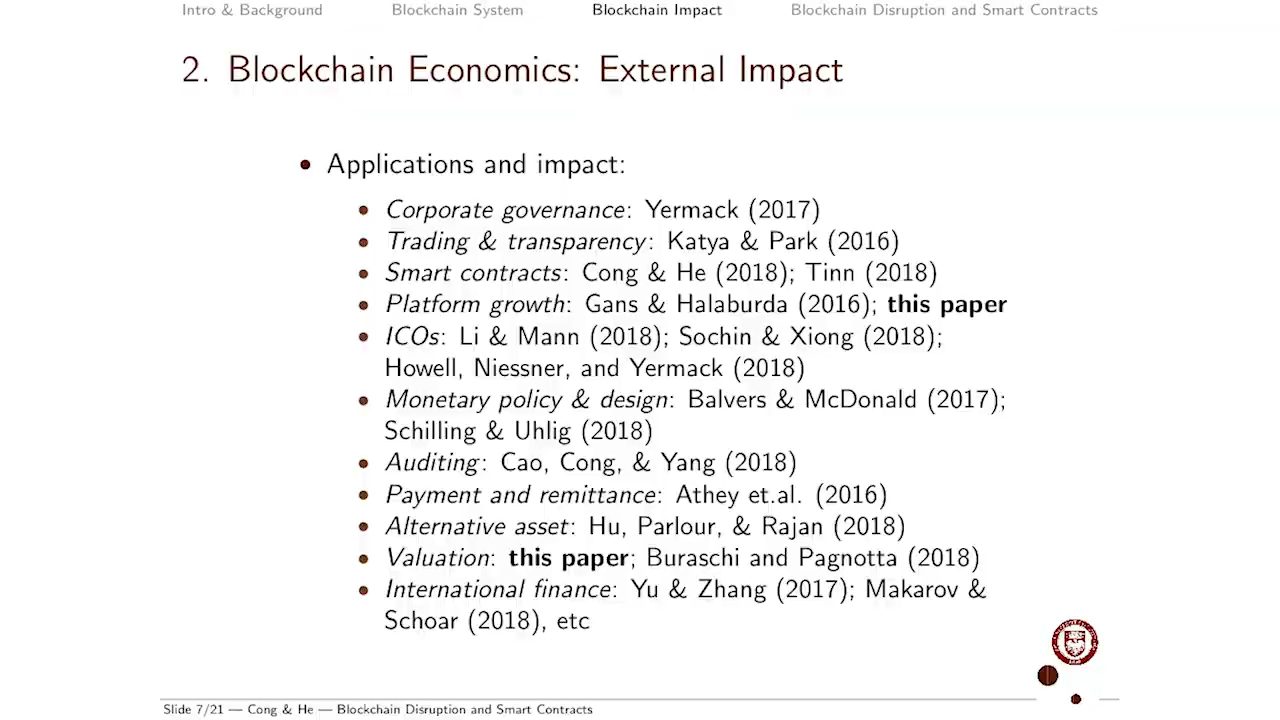 Intro & Background Blockchain System Blockchain Impact Blockchain Disruption and Smart Contracts
2. Blockchain Economics: External Impact
• Applications and impact:
• Corporate governance: Yermack (2017)
• Trading & transparency: Katya & Park (2016)
• Smart contracts: Cong & He (2018); Tinn (2018)
• Platform growth: Gans & Halaburda (2016); this paper
• ICOs: Li & Mann (2018); Sochin & Xiong (2018);
Howell, Niessner, and Yermack (2018)
• Monetary policy & design: Balvers & McDonald (2017);
Schilling & Uhlig (2018)
• Auditing: Cao, Cong, & Yang (2018)
• Payment and remittance: Athey et.al. (2016)
• Alternative asset: Hu, Parlour, & Rajan (2018)
• Valuation: this paper; Buraschi and Pagnotta (2018)
• International finance: Yu & Zhang (2017); Makarov &
Schoar (2018), etc
Slide 7/21 — Cong & He — Blockchain Disruption and Smart Contracts